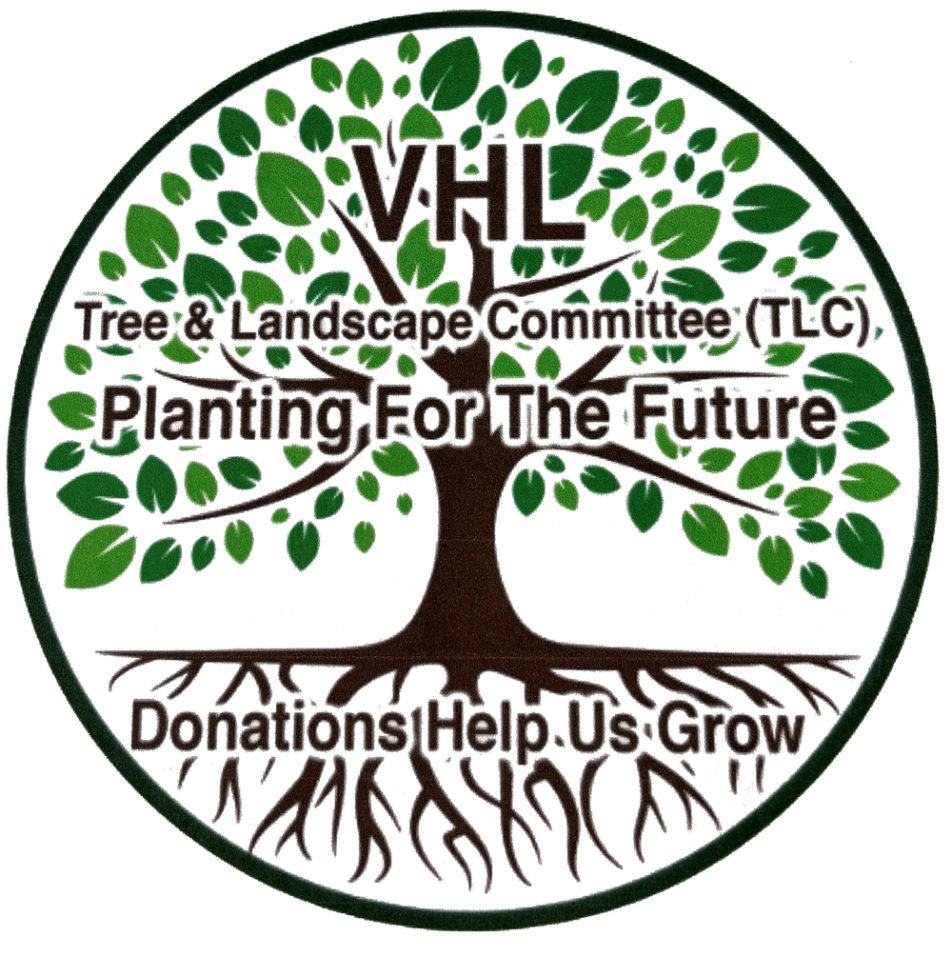 VHL
Tree & Landscape Committee (TLC)
Planting For The Future
Donations Help Us Grow